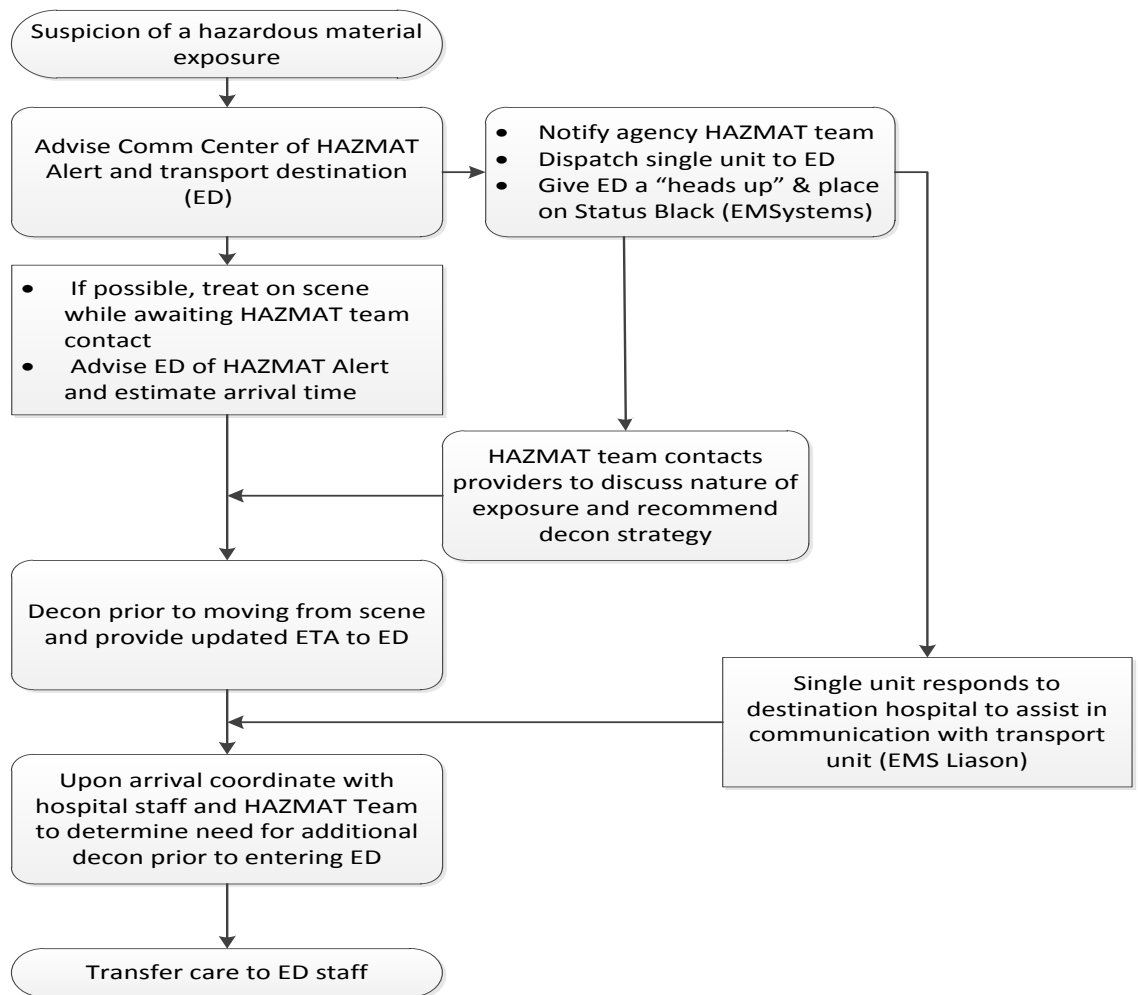 Suspicion of a hazardous material
exposure
Advise Comm Center of HAZMAT
Alert and transport destination
(ED)
• Notify agency HAZMAT team
• Dispatch single unit to ED
• Give ED a “heads up” & place
on Status Black (EMSystems)
• If possible, treat on scene
while awaiting HAZMAT team
contact
• Advise ED of HAZMAT Alert
and estimate arrival time
HAZMAT team contacts
providers to discuss nature of
exposure and recommend
decon strategy
Decon prior to moving from scene
and provide updated ETA to ED
Single unit responds to
destination hospital to assist in
communication with transport
unit (EMS Liason)
Upon arrival coordinate with
hospital staff and HAZMAT Team
to determine need for additional
decon prior to entering ED
Transfer care to ED staff